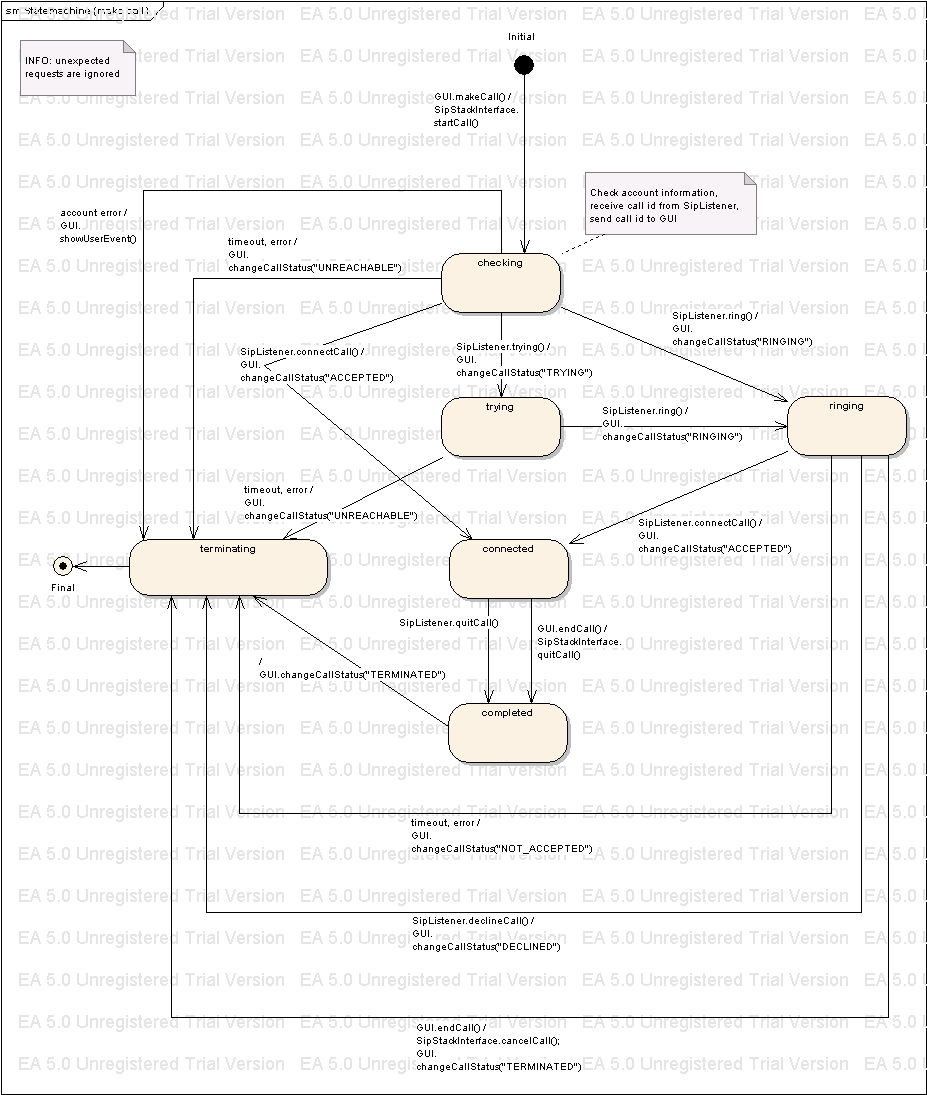 sm Statemachine (make call)
INFO: unexpected
requests are ignored
Initial
GUI.makeCall() /
SipStackInterface.
startCall()
Check account information,
receive call id from SipListener,
send call id to GUI
account error /
GUI.
showUserEvent()
timeout, error /
GUI.
changeCallStatus("UNREACHABLE")
checking
SipListener.ring() /
GUI.
changeCallStatus("RINGING")
SipListener.connectCall() /
GUI.
changeCallStatus("ACCEPTED")
SipListener.trying() /
GUI.
changeCallStatus("TRYING")
trying
SipListener.ring() /
GUI.
changeCallStatus("RINGING")
ringing
timeout, error /
GUI.
changeCallStatus("UNREACHABLE")
SipListener.connectCall() /
GUI.
changeCallStatus("ACCEPTED")
terminating
connected
Final
SipListener.quitCall()
GUI.endCall() /
SipStackInterface.
quitCall()
/
GUI.changeCallStatus("TERMINATED")
completed
timeout, error /
GUI.
changeCallStatus("NOT_ACCEPTED")
SipListener.declineCall() /
GUI.
changeCallStatus("DECLINED")
GUI.endCall() /
SipStackInterface.cancelCall();
GUI.
changeCallStatus("TERMINATED")
EA 5.0 Unregistered Trial Version